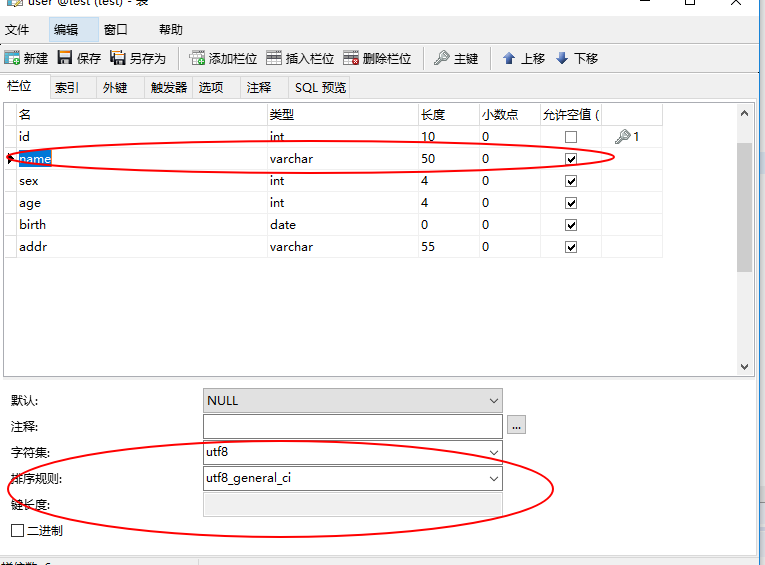 user @test (test) - 表
文件 编辑 窗口 帮助
新建 保存 另存为 添加栏位 插入栏位 删除栏位 主键 上移 下移
栏位 索引 外键 触发器 选项 注释 SQL 预览
名 类型 长度 小数点 允许空值 (
id int 10 0 1
name varchar 50 0
sex int 4 0
age int 4 0
birth date 0 0
addr varchar 55 0
默认: NULL
注释: ...
字符集: utf8
排序规则: utf8_general_ci
键长度:
二进制